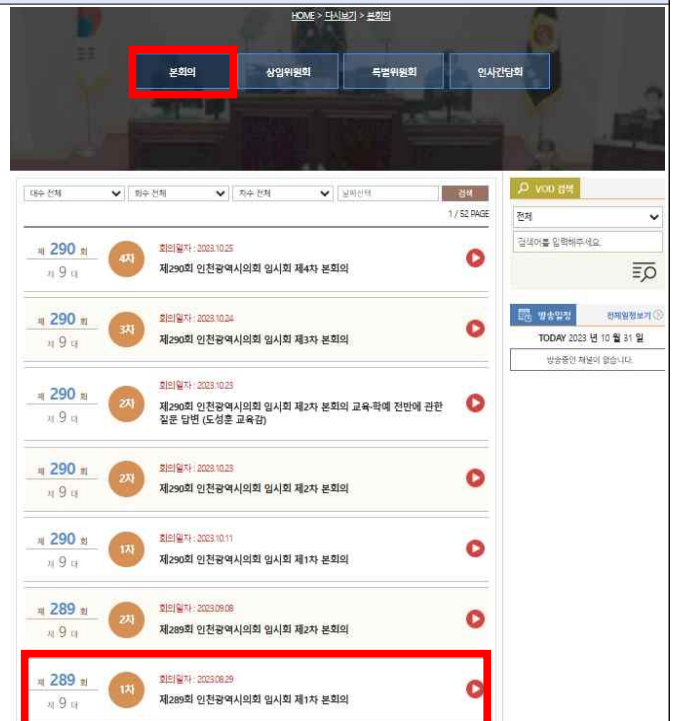 HOME > 다시보기 > 본회의
본회의 상임위원회 특별위원회 인사간담회
대수 전체 회수 전체 차수 전체 날짜선택 검색
1 / 52 PAGE
제 290 회
제 9 대
4차
회의일자 : 2023.10.25
제290회 인천광역시의회 임시회 제4차 본회의
제 290 회
제 9 대
3차
회의일자 : 2023.10.24
제290회 인천광역시의회 임시회 제3차 본회의
제 290 회
제 9 대
2차
회의일자 : 2023.10.23
제290회 인천광역시의회 임시회 제2차 본회의 교육·학예 전반에 관한
질문 답변 (도성훈 교육감)
제 290 회
제 9 대
2차
회의일자 : 2023.10.23
제290회 인천광역시의회 임시회 제2차 본회의
제 290 회
제 9 대
1차
회의일자 : 2023.10.11
제290회 인천광역시의회 임시회 제1차 본회의
제 289 회
제 9 대
2차
회의일자 : 2023.09.08
제289회 인천광역시의회 임시회 제2차 본회의
제 289 회
제 9 대
1차
회의일자 : 2023.08.29
제289회 인천광역시의회 임시회 제1차 본회의
VOD 검색
전체
검색어를 입력해주세요.
방송일정 전체일정보기
TODAY 2023 년 10 월 31 일
방송중인 채널이 없습니다.